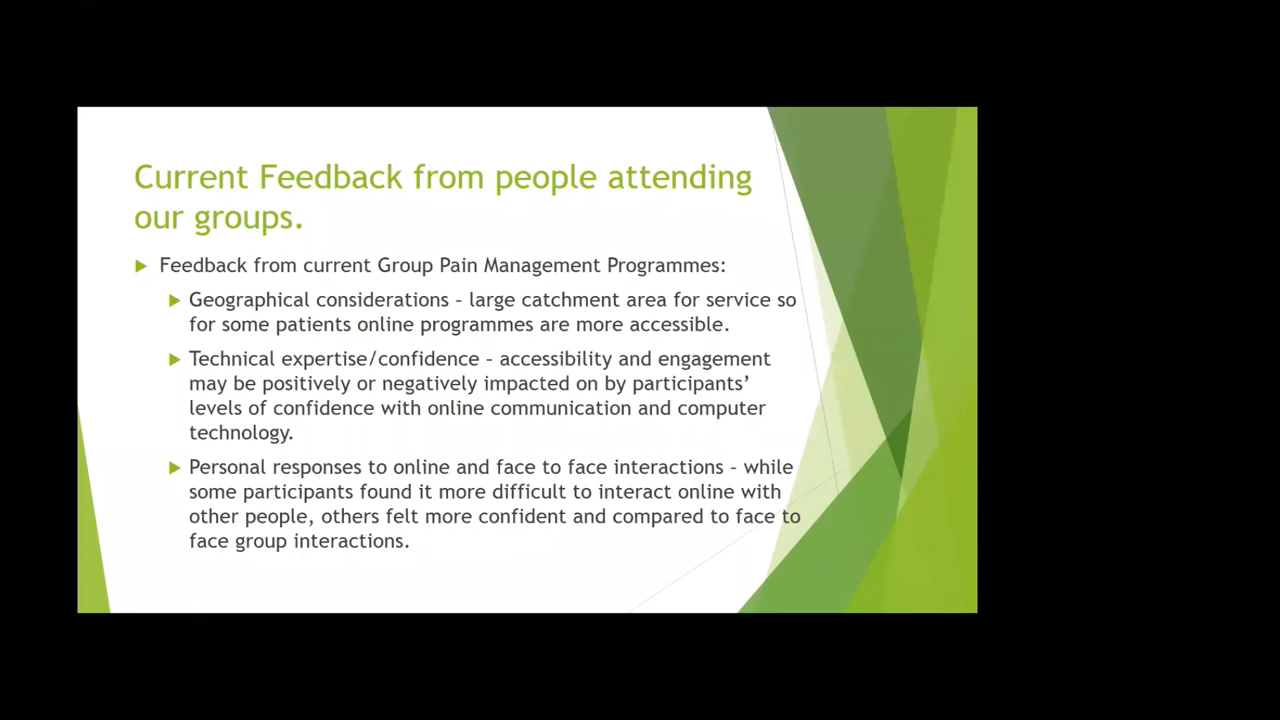 Current Feedback from people attending
our groups.
Feedback from current Group Pain Management Programmes:
Geographical considerations – large catchment area for service so
for some patients online programmes are more accessible.
Technical expertise/confidence – accessibility and engagement
may be positively or negatively impacted on by participants’
levels of confidence with online communication and computer
technology.
Personal responses to online and face to face interactions – while
some participants found it more difficult to interact online with
other people, others felt more confident and compared to face to
face group interactions.